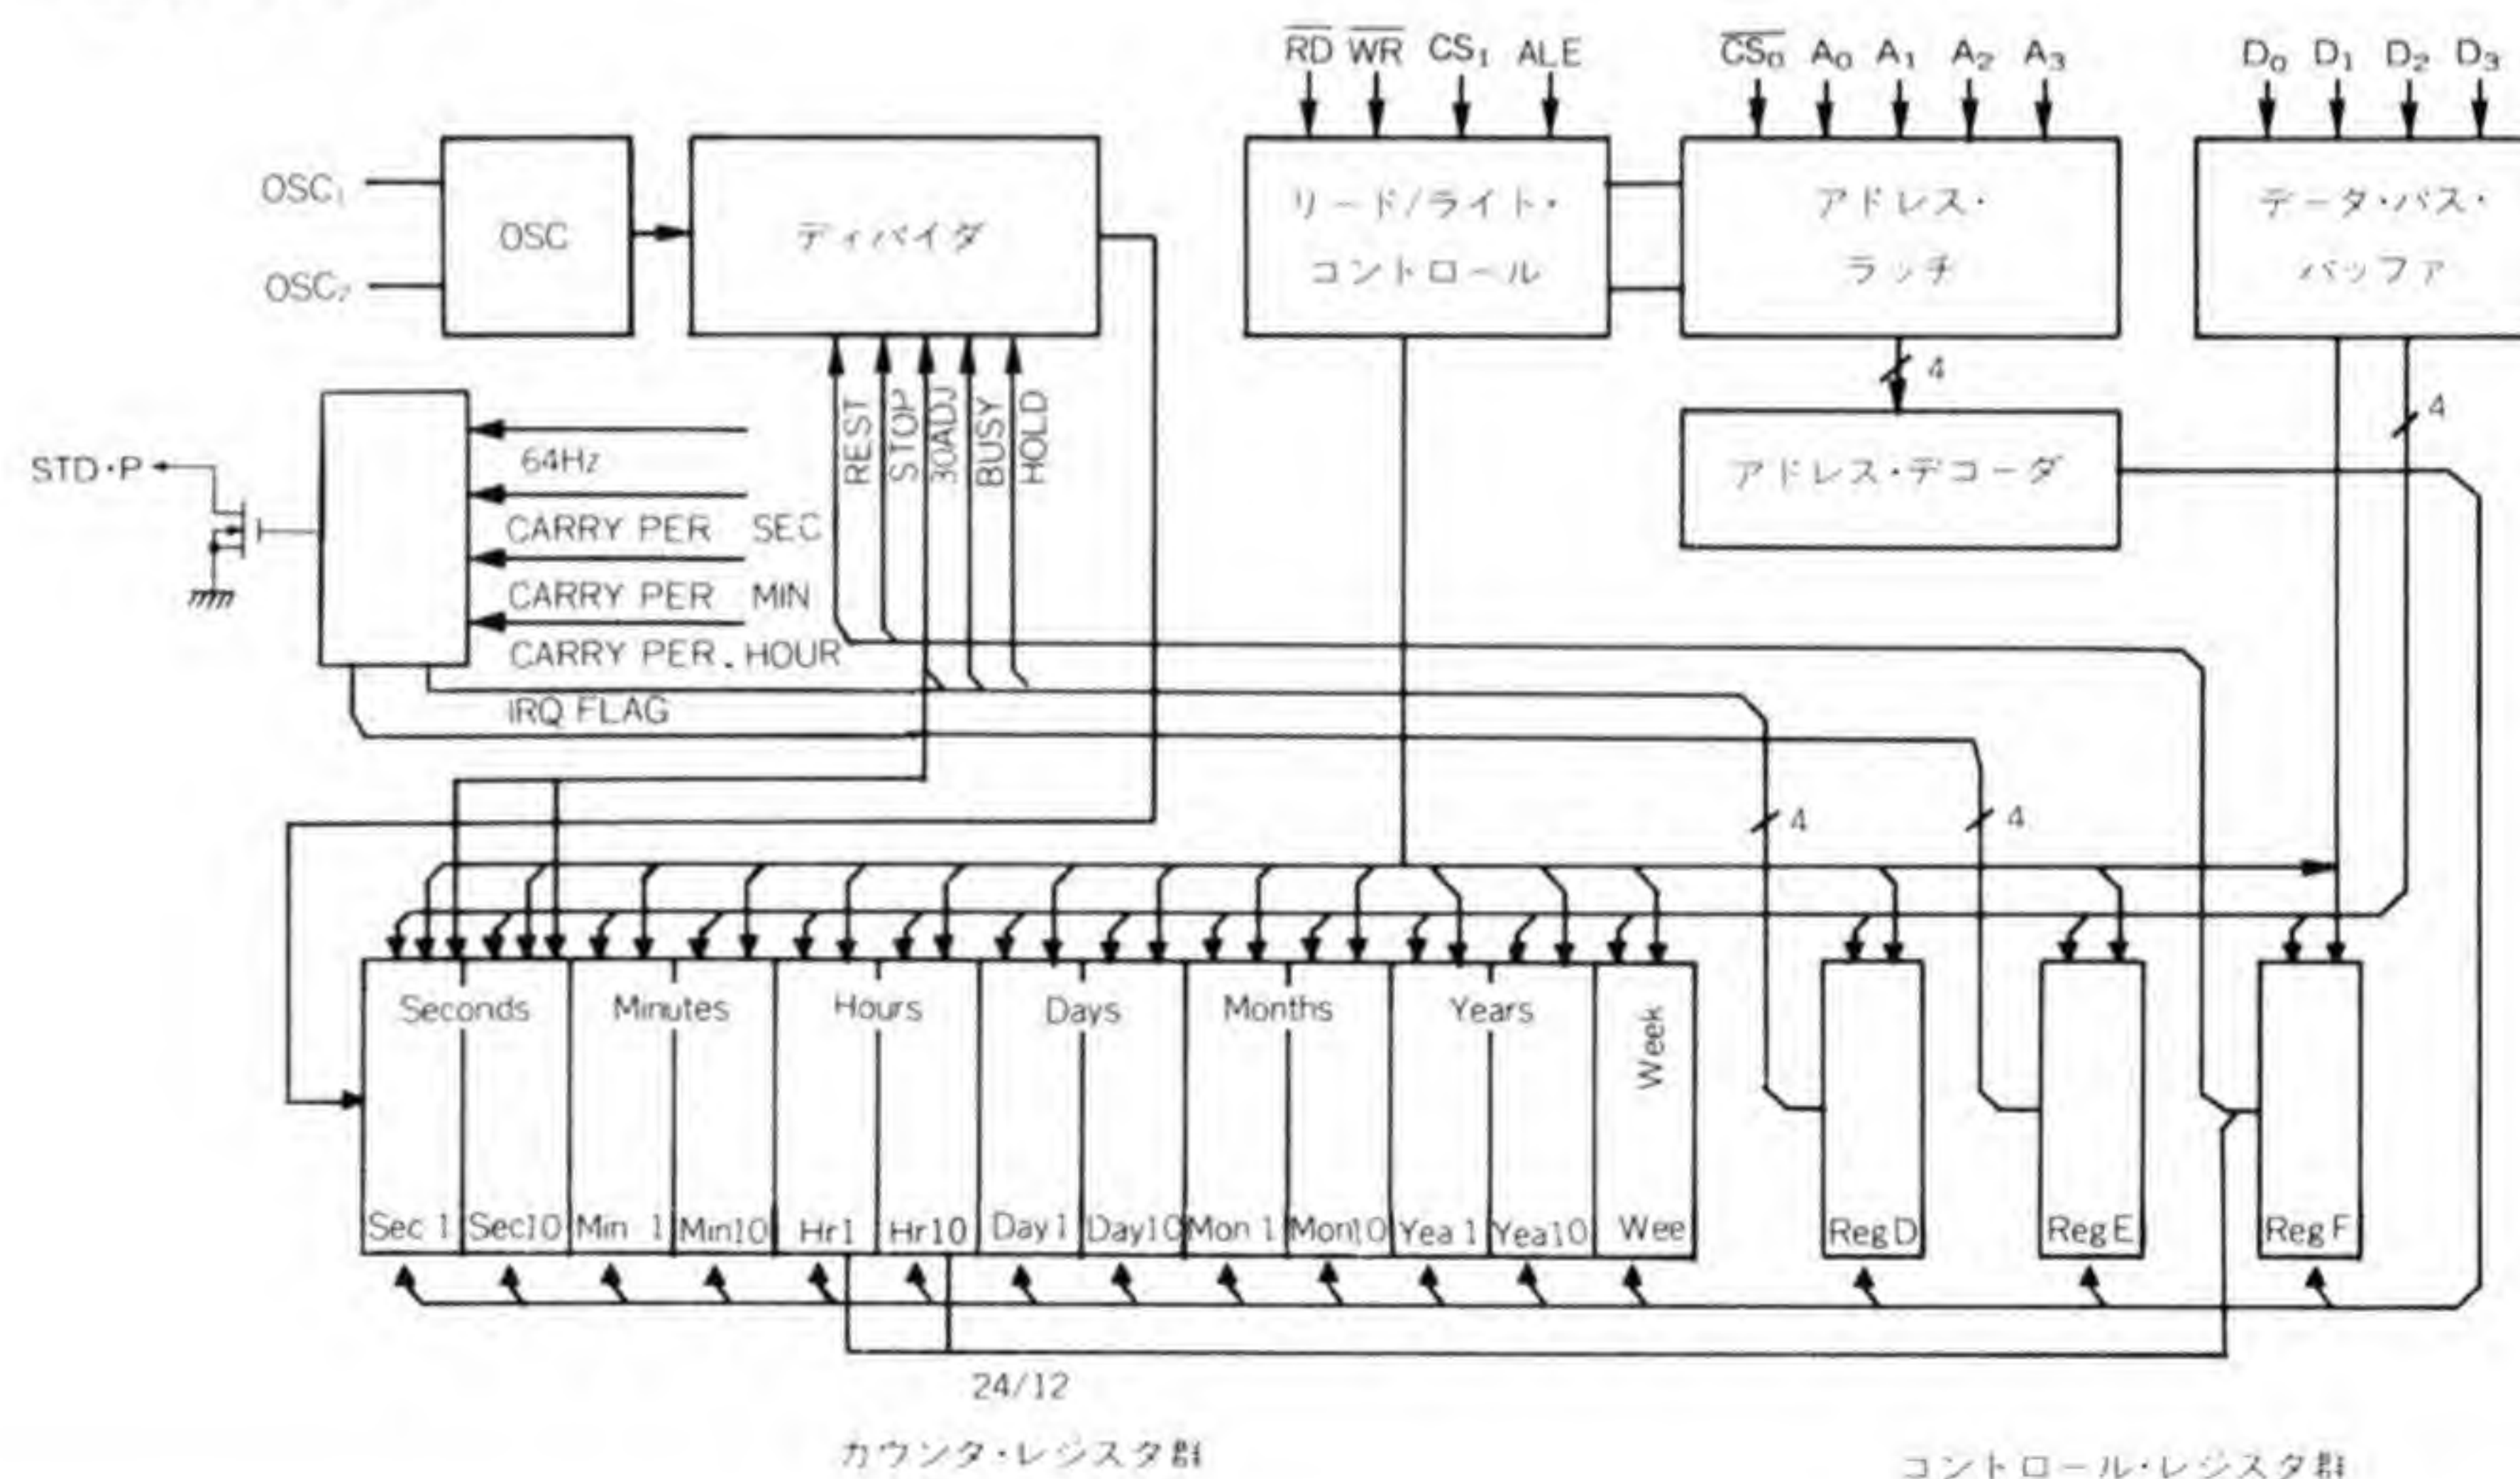 RD WR CS₁ ALE
CS₀ A₀ A₁ A₂ A₃
D₀ D₁ D₂ D₃
OSC₁
OSC₂
OSC
ディバイダ
リード/ライト・
コントロール
アドレス・
ラッチ
データ・バス・
バッファ
4
4
REST
STOP
30ADJ
BUSY
HOLD
アドレス・デコーダ
STD・P
64Hz
CARRY PER SEC
CARRY PER MIN
CARRY PER. HOUR
IRQ FLAG
4
4
Seconds
Minutes
Hours
Days
Months
Years
Week
Sec 1
Sec10
Min 1
Min10
Hr1
Hr10
Day1
Day10
Mon 1
Mon10
Yea 1
Yea10
Wee
Reg D
Reg E
Reg F
24/12
カウンタ・レジスタ群
コントロール・レジスタ群